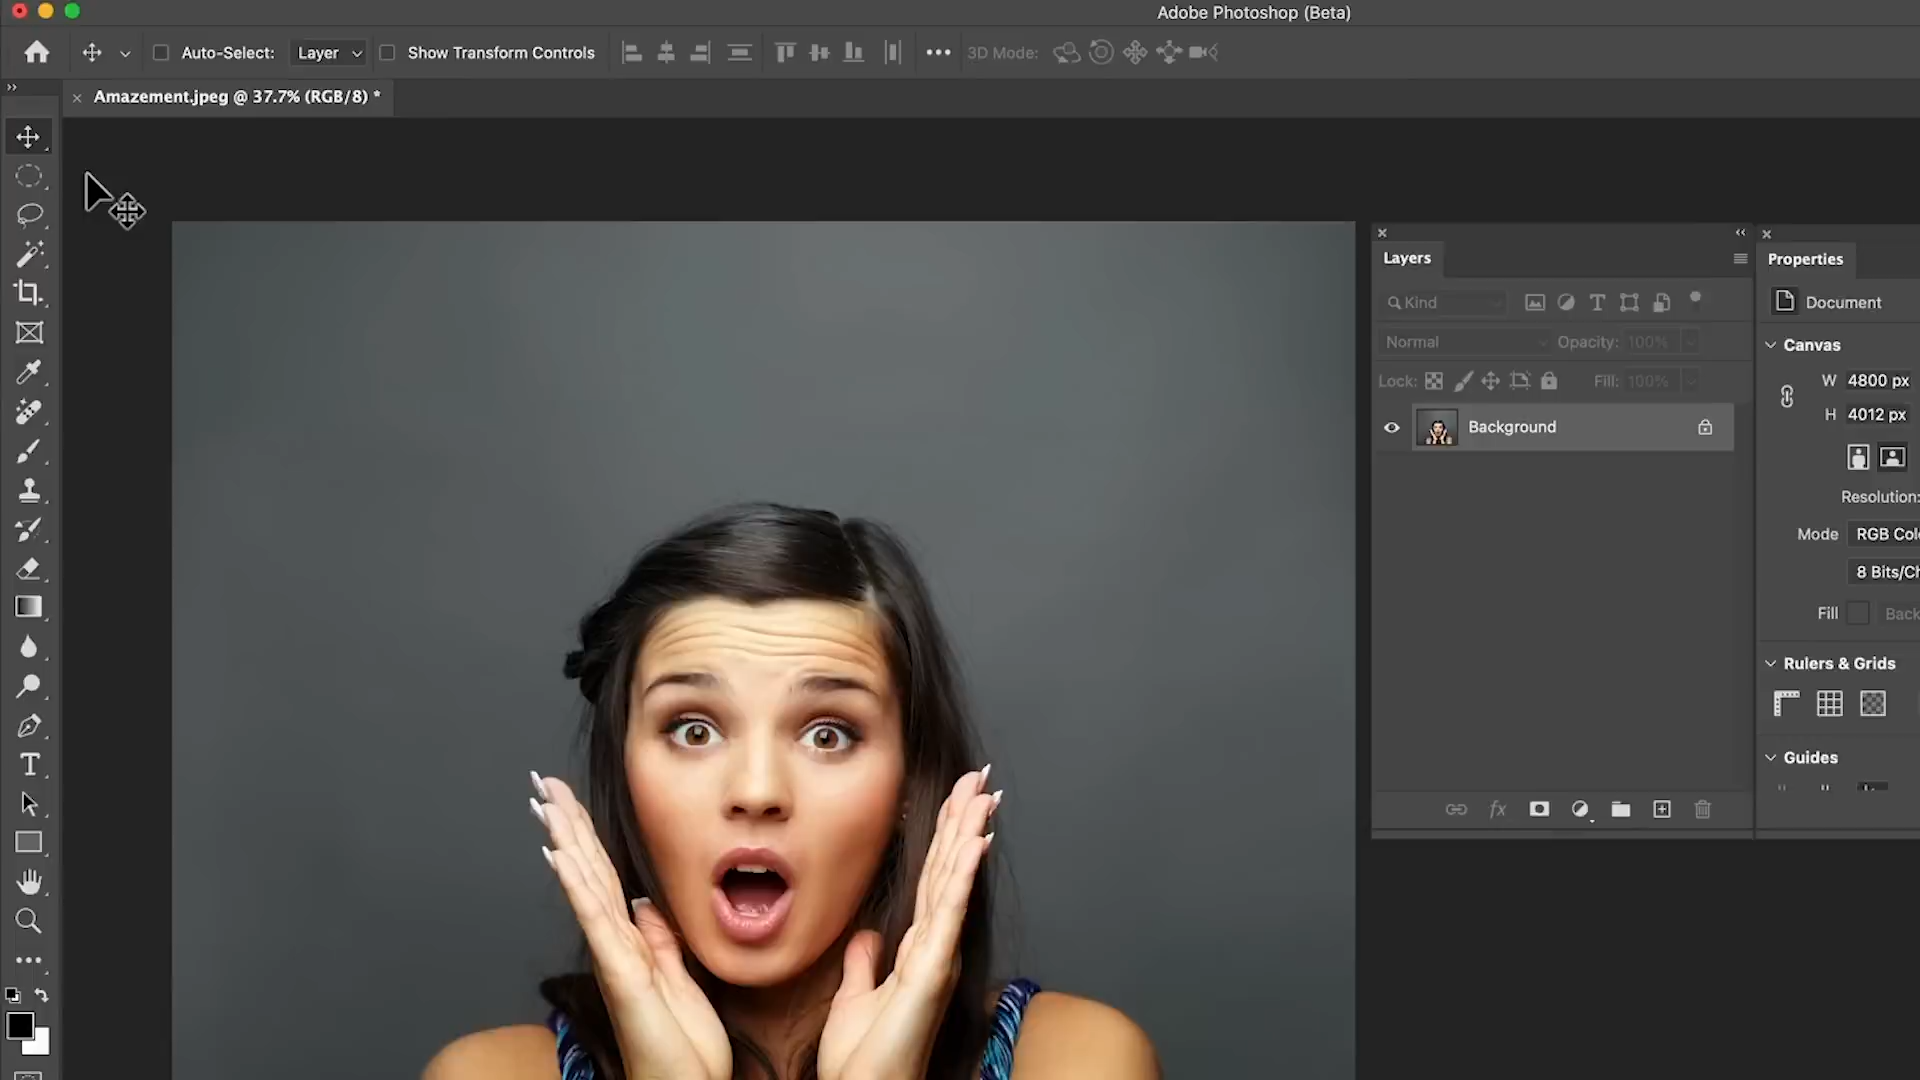 Adobe Photoshop (Beta)
Auto-Select: Layer Show Transform Controls 3D Mode:
Amazement.jpeg @ 37.7% (RGB/8) *
Layers
Kind
Normal Opacity: 100%
Lock: Fill: 100%
Background
fx
Properties
Document
Canvas
W 4800 px
H 4012 px
Resolution:
Mode RGB Colo
8 Bits/Ch
Fill Back
Rulers & Grids
Guides